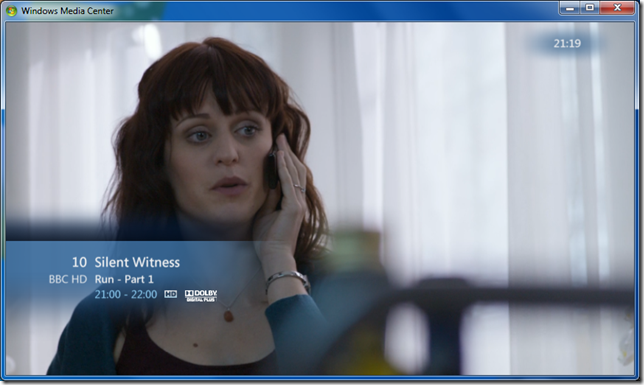 Windows Media Center
21:19
10 Silent Witness
BBC HD Run - Part 1
21:00 - 22:00 HD DOLBY
DIGITAL PLUS